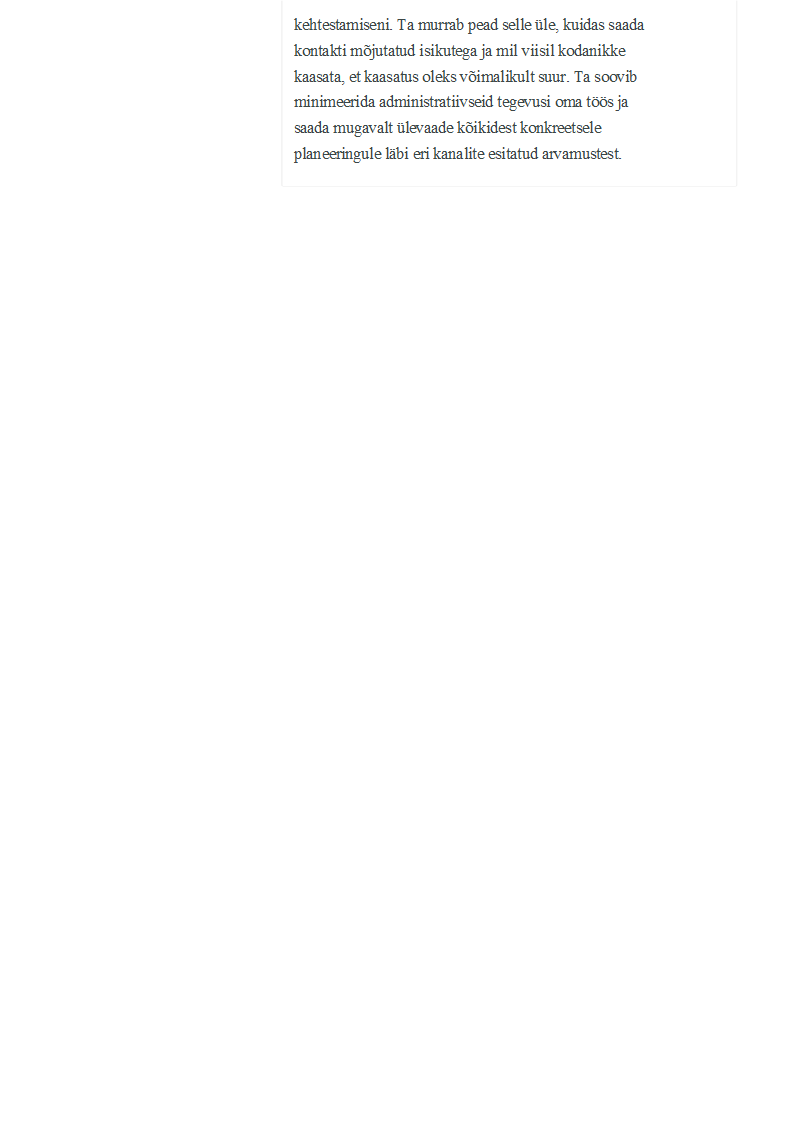 kehtestamiseni. Ta murrab pead selle üle, kuidas saada
kontakti mõjutatud isikutega ja mil viisil kodanikke
kaasata, et kaasatus oleks võimalikult suur. Ta soovib
minimeerida administratiivseid tegevusi oma töös ja
saada mugavalt ülevaade kõikidest konkreetsele
planeeringule läbi eri kanalite esitatud arvamustest.